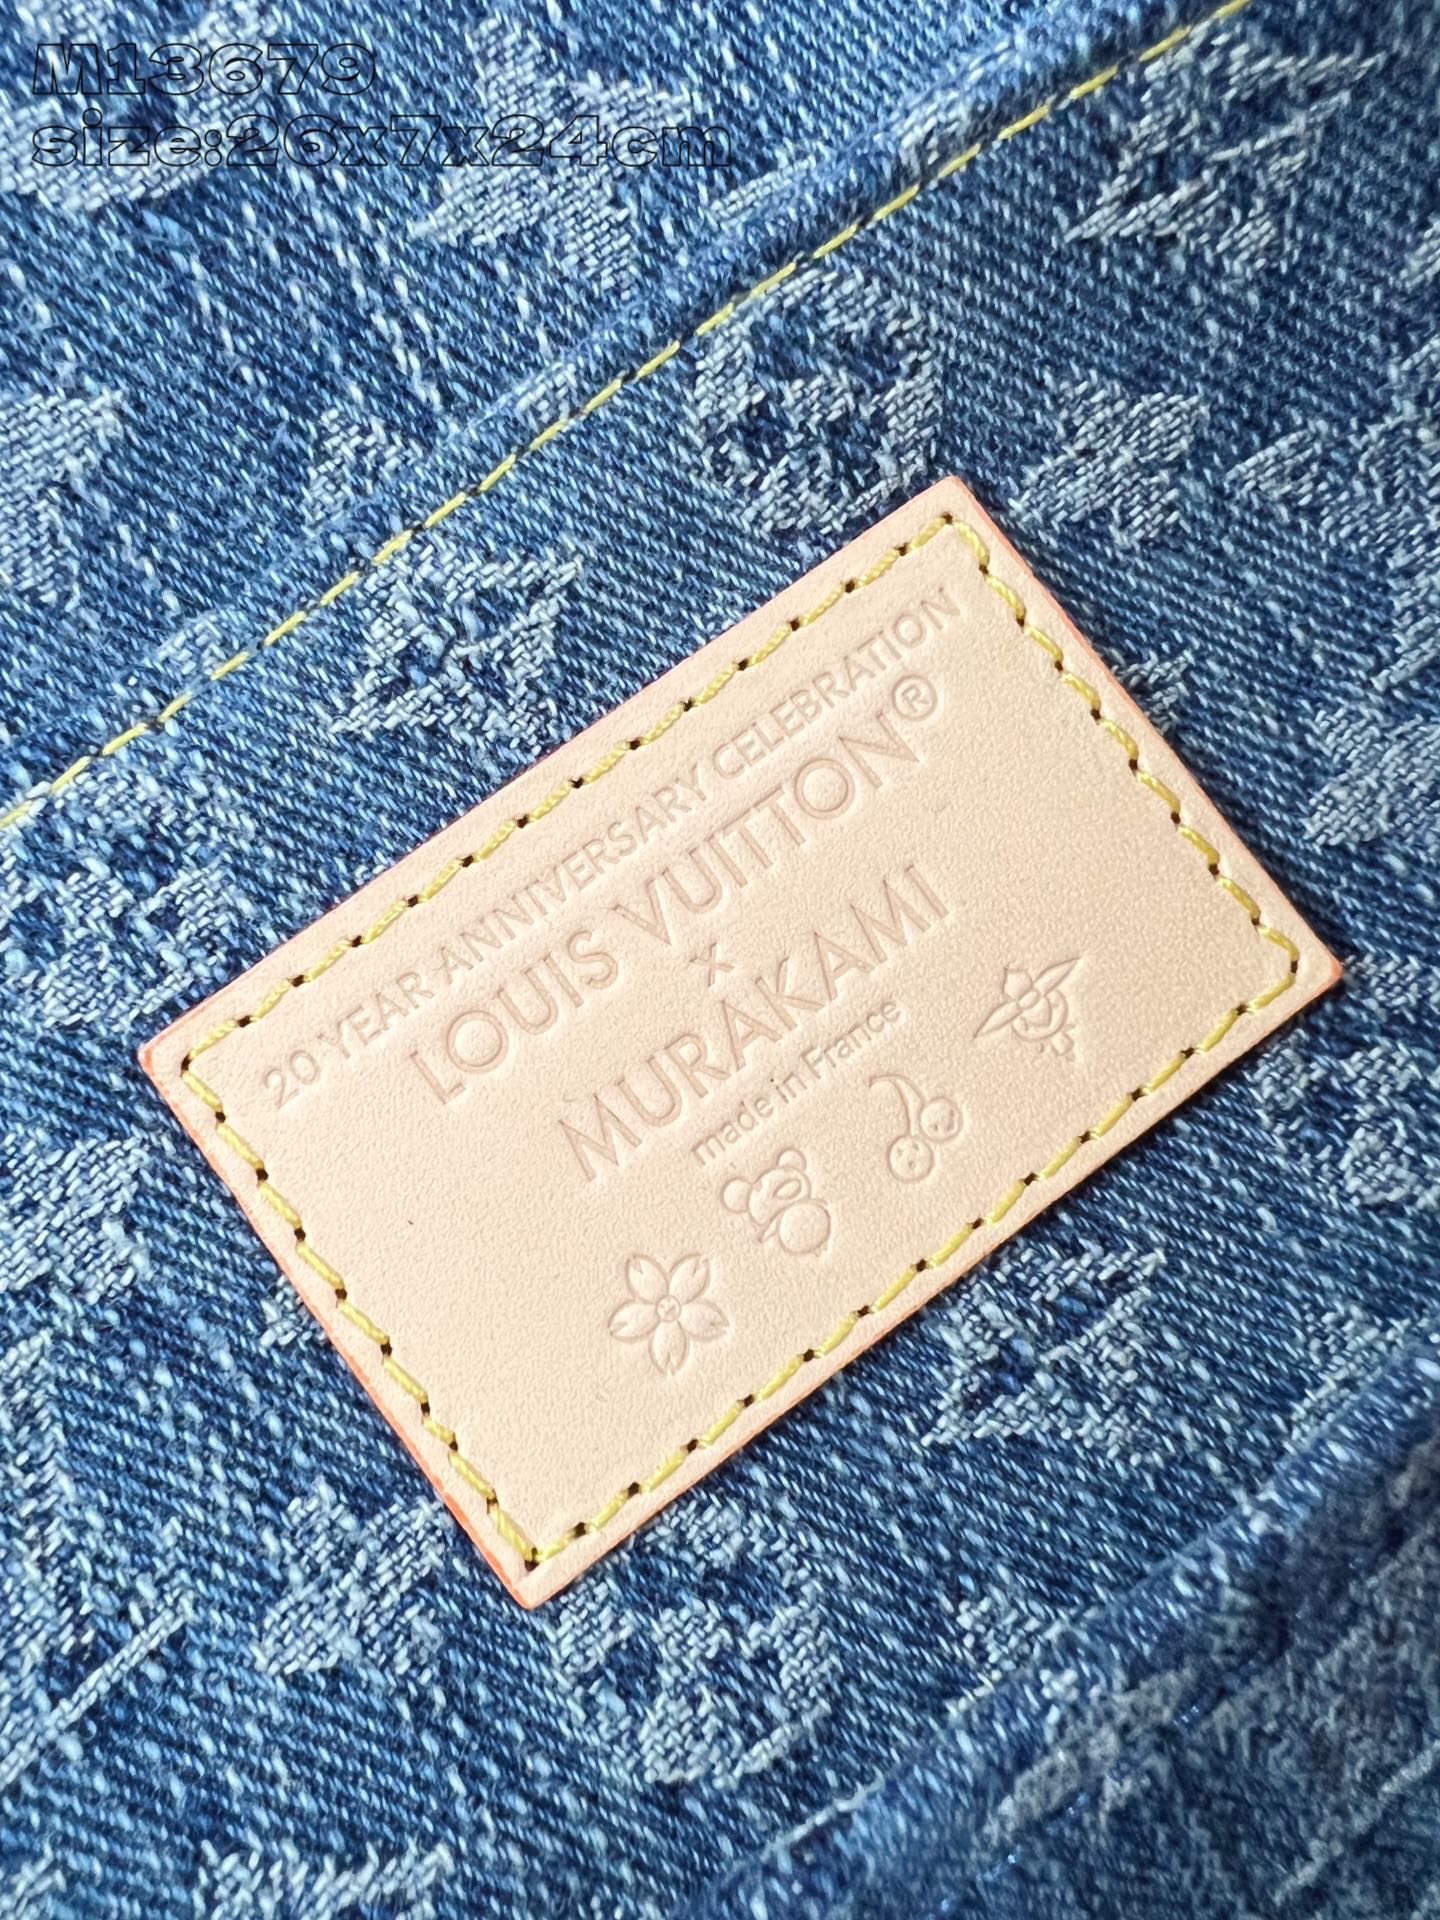 M13679
size:26x7x24cm
20 YEAR ANNIVERSARY CELEBRATION
LOUIS VUITTON®
x
MURAKAMI
made in France